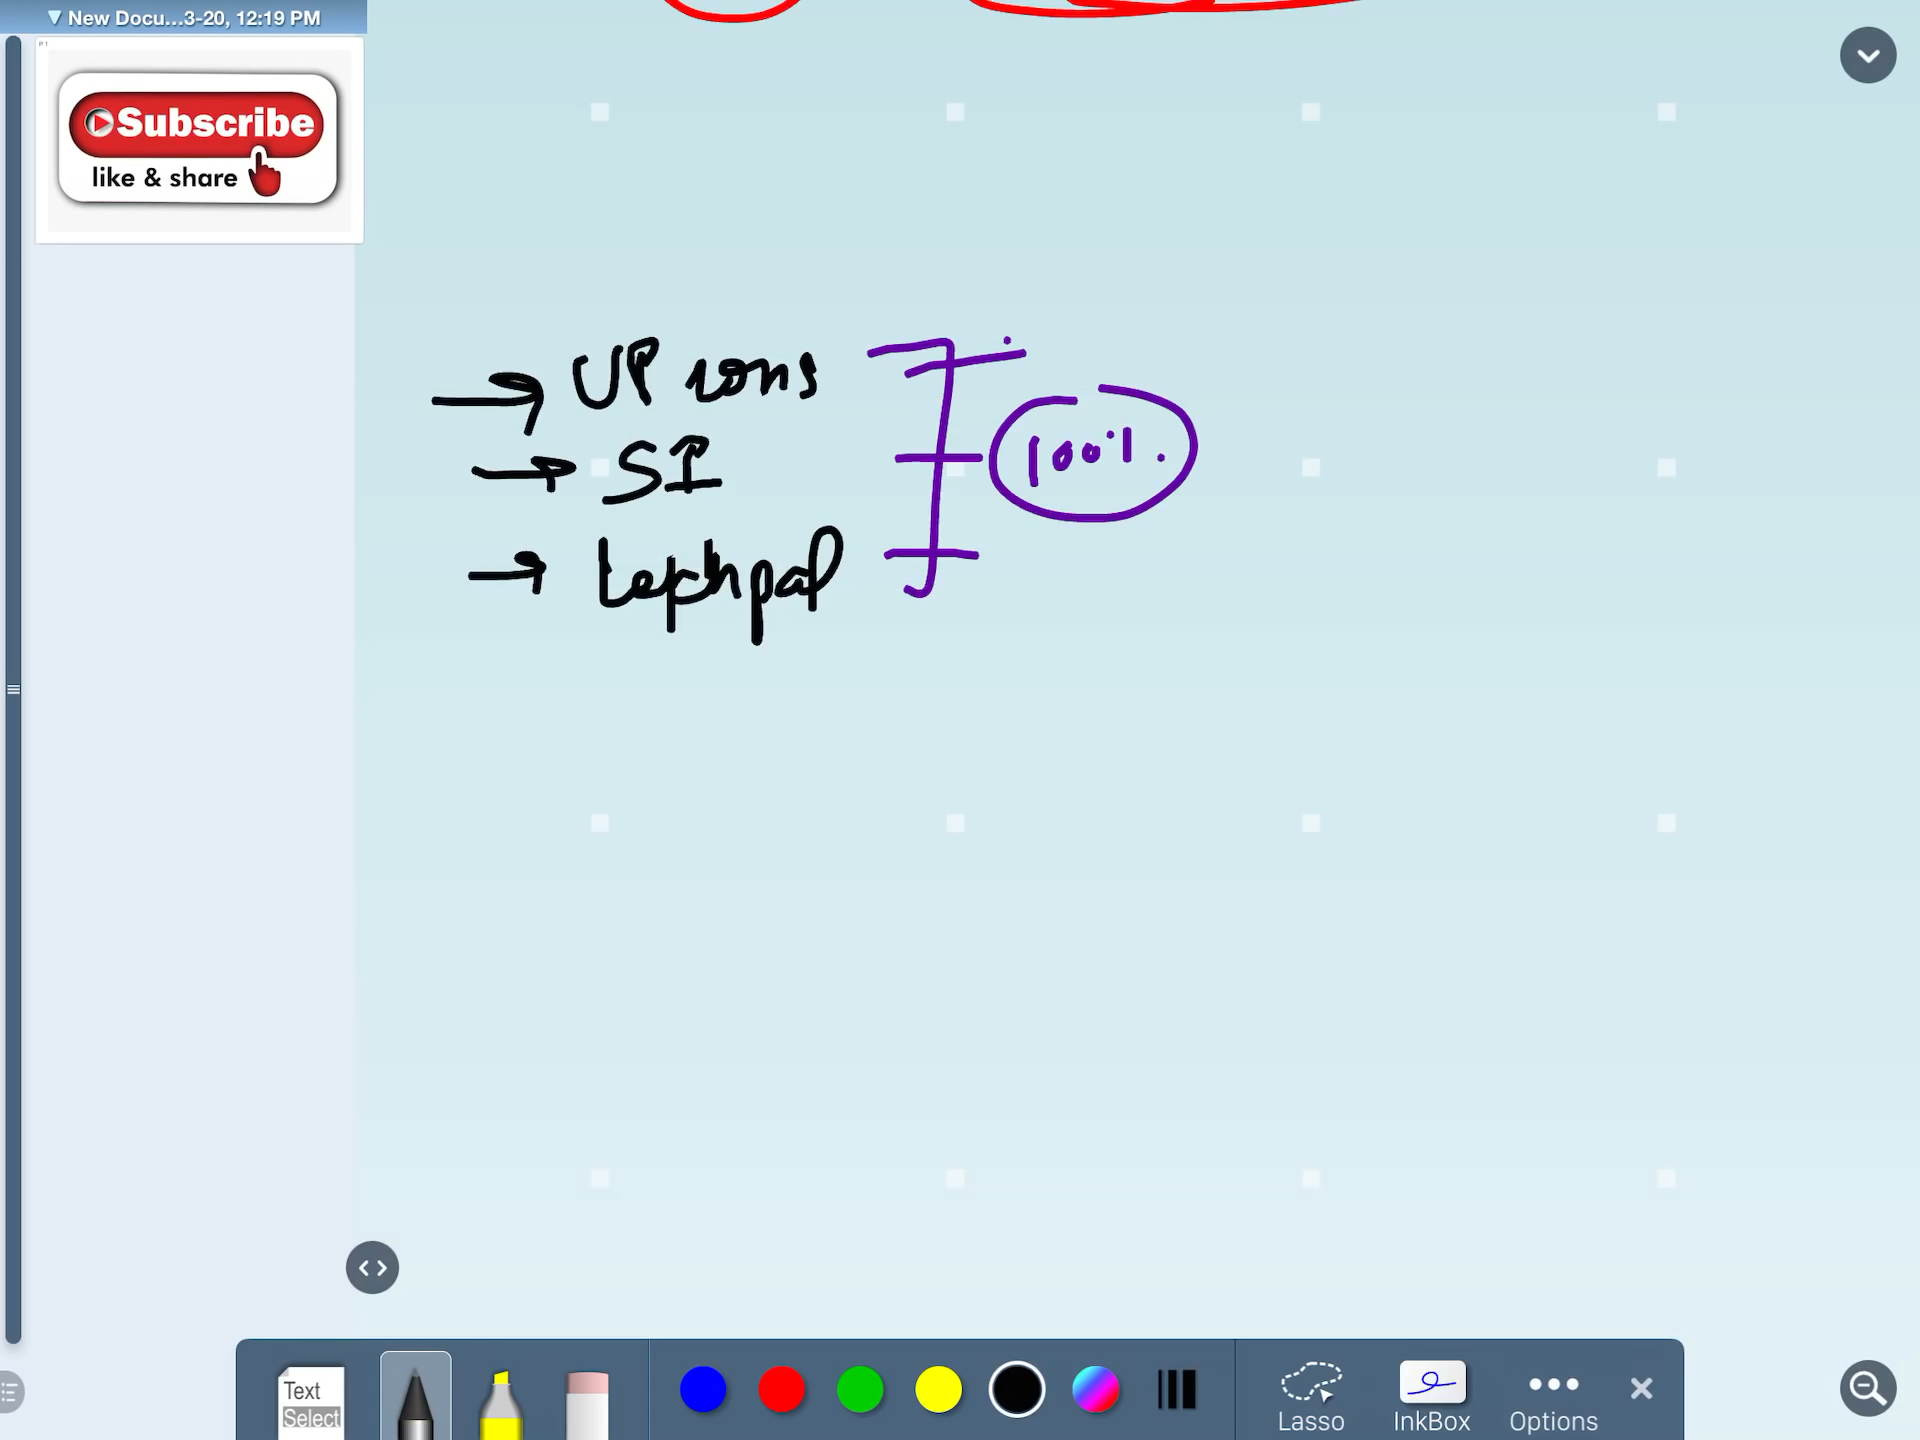 New Docu...3-20, 12:19 PM
P 1
Subscribe
like & share
→ UP cons
→ SI
100%.
→ Lekhpal
Text
Select
Lasso
InkBox
Options